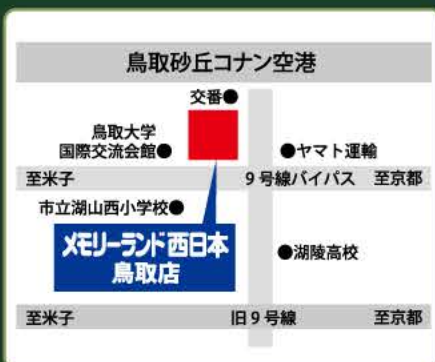 鳥取砂丘コナン空港
交番●
鳥取大学
国際交流会館●
●ヤマト運輸
至米子
9号線バイパス
至京都
市立湖山西小学校●
メモリーランド西日本
鳥取店
●湖陵高校
至米子
旧9号線
至京都